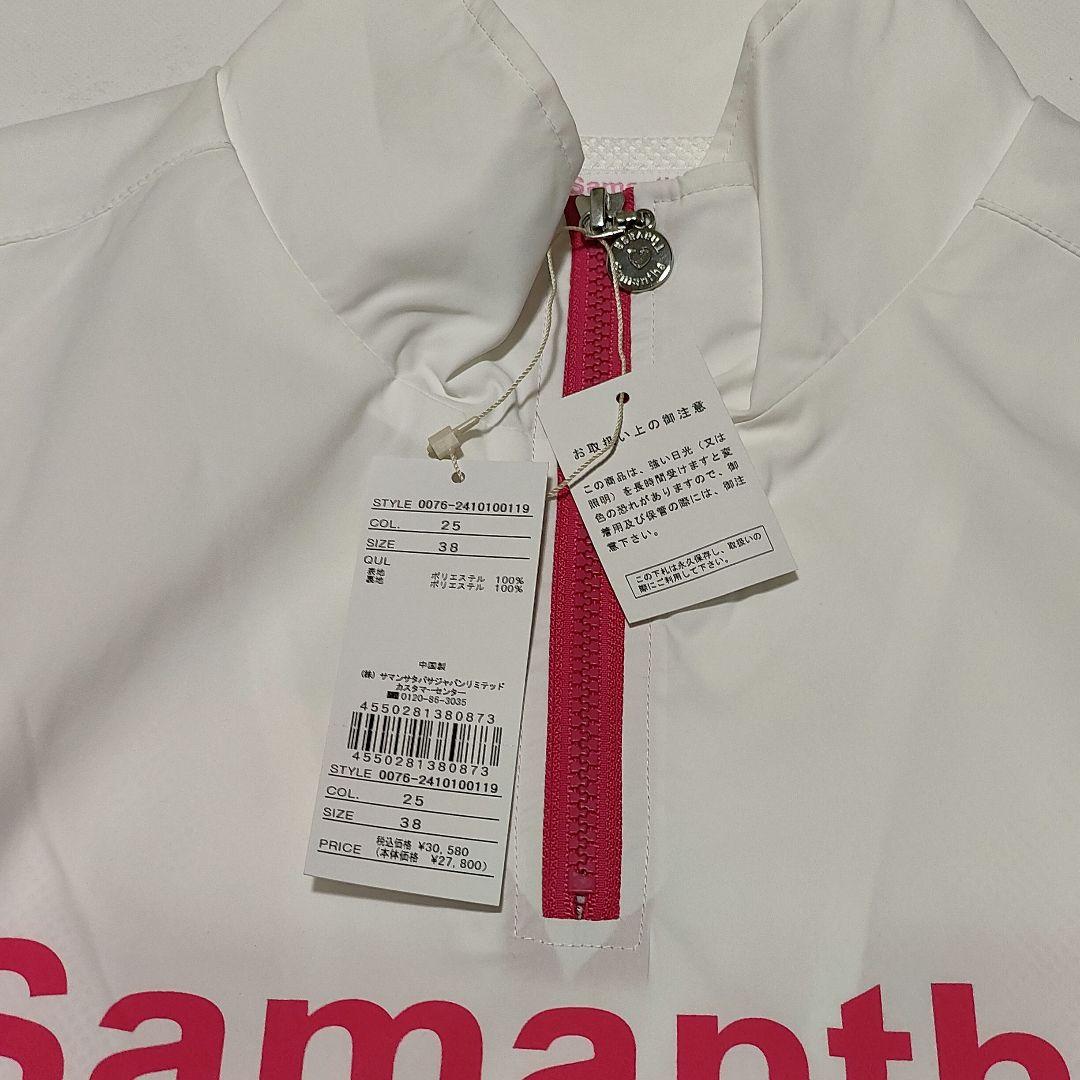 Sama
BIRABULL
Samantha
お取扱い上の御注意
この商品は、強い日光(又は
照明)を長時間受けますと変
色の恐れがありますので、御
着用及び保管の際には、御注
意下さい。
この下札は永久保存し、取扱いの
際にご利用して下さい。
STYLE 0076-2410100119
COL. 25
SIZE 38
QUL
表地 ポリエステル 100%
裏地 ポリエステル 100%
中国製
(株) サマンサタバサジャパンリミテッド
カスタマーセンター
0120-86-3035
4550281380873
4550281380873
STYLE 0076-2410100119
COL. 25
SIZE 38
PRICE 税込価格 ¥30,580
(本体価格 ¥27,800)
Samanth